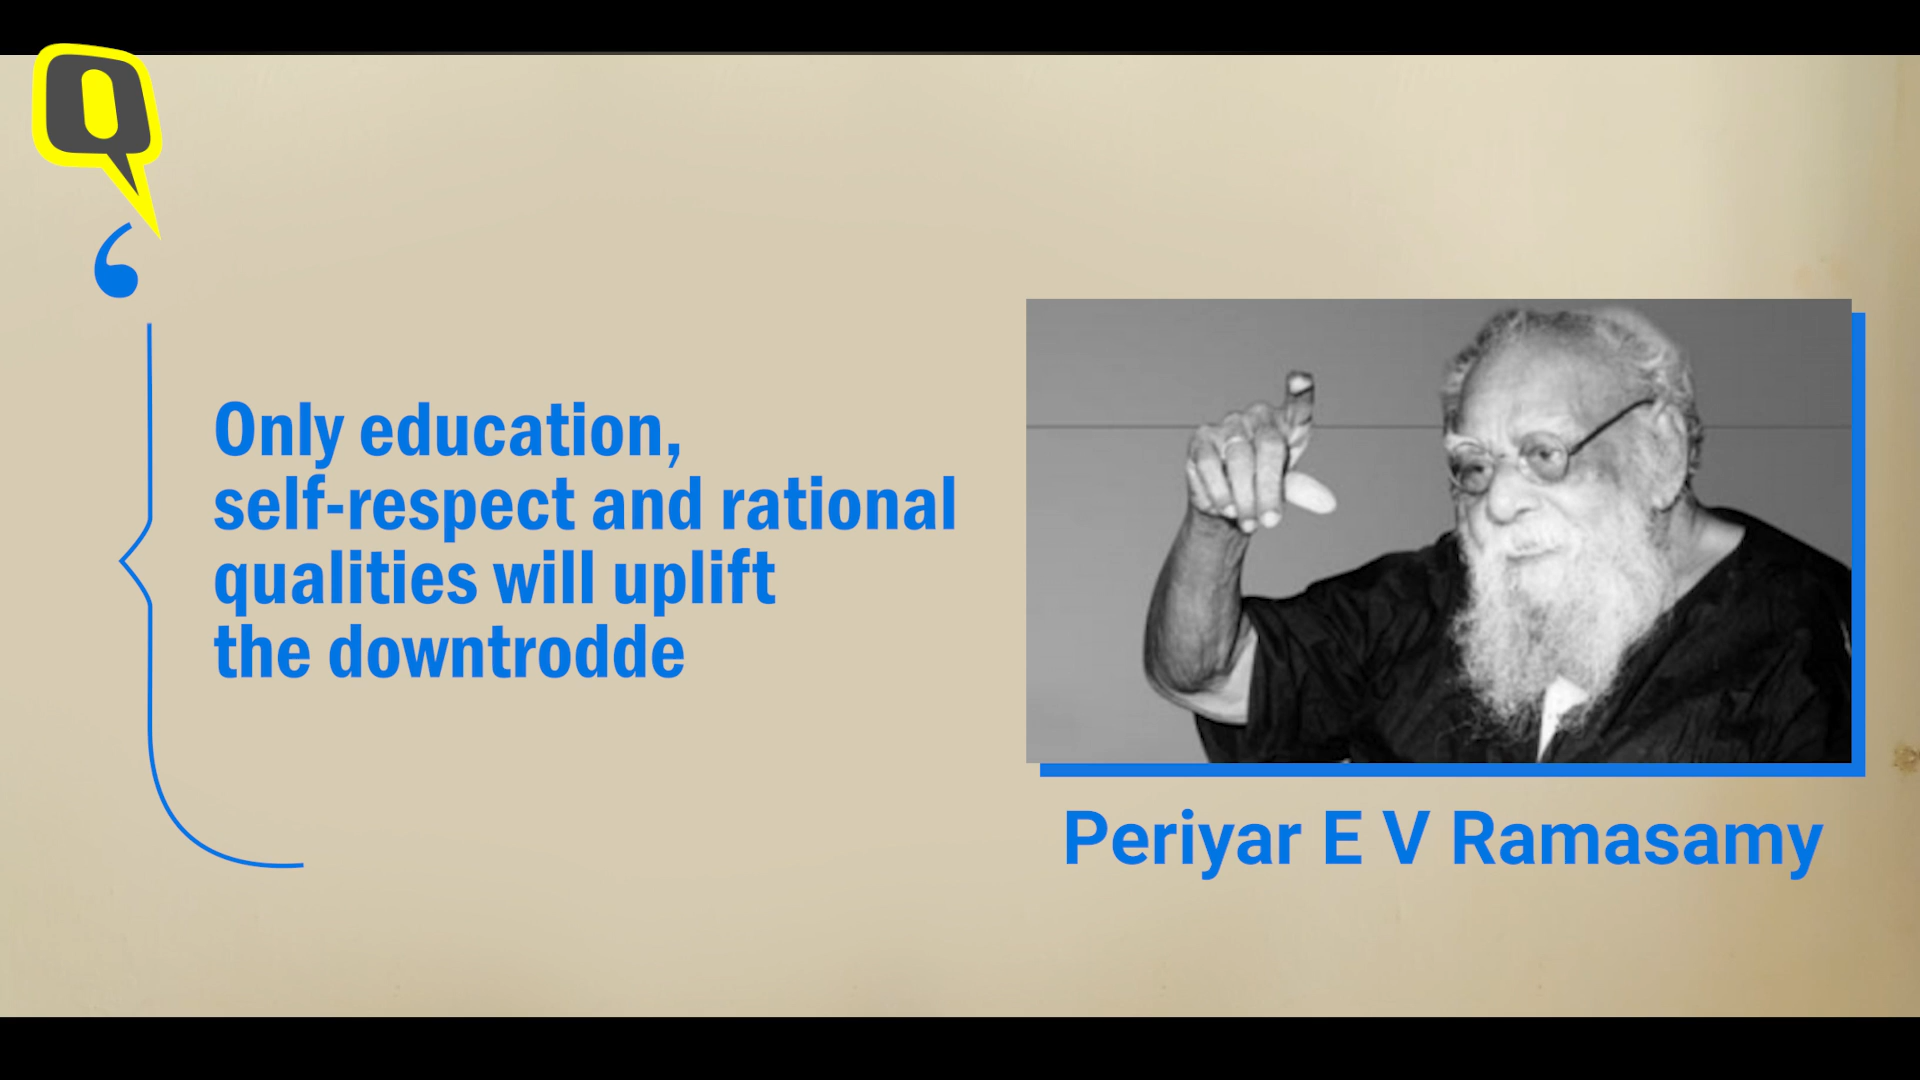 Q
‘
Only education,
self-respect and rational
qualities will uplift
the downtrodde
Periyar E V Ramasamy